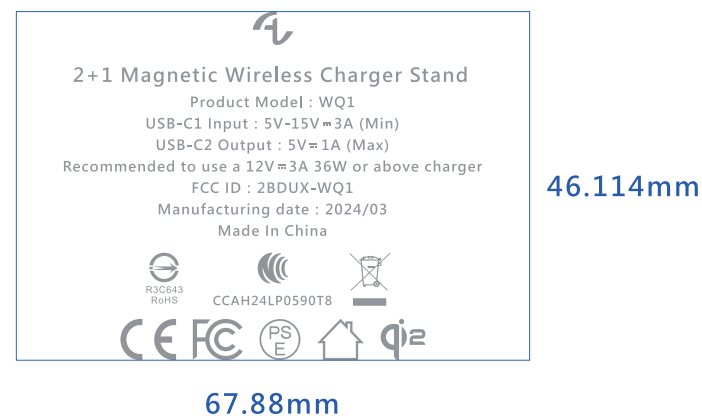 2+1 Magnetic Wireless Charger Stand
Product Model : WQ1
USB-C1 Input : 5V-15V⎓3A (Min)
USB-C2 Output : 5V⎓1A (Max)
Recommended to use a 12V⎓3A 36W or above charger
FCC ID : 2BDUX-WQ1
Manufacturing date : 2024/03
Made In China
R3C643
RoHS
CCAH24LP0590T8
CE FC PS E qi2
46.114mm
67.88mm